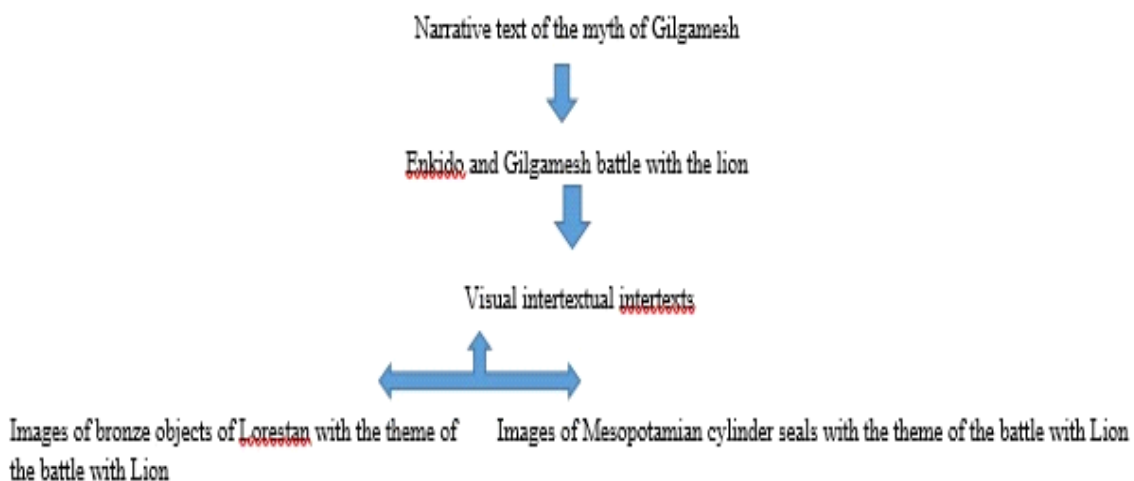 Narrative text of the myth of Gilgamesh
Enkido and Gilgamesh battle with the lion
Visual intertextual intertexts
Images of bronze objects of Lorestan with the theme of
the battle with Lion
Images of Mesopotamian cylinder seals with the theme of the battle with Lion